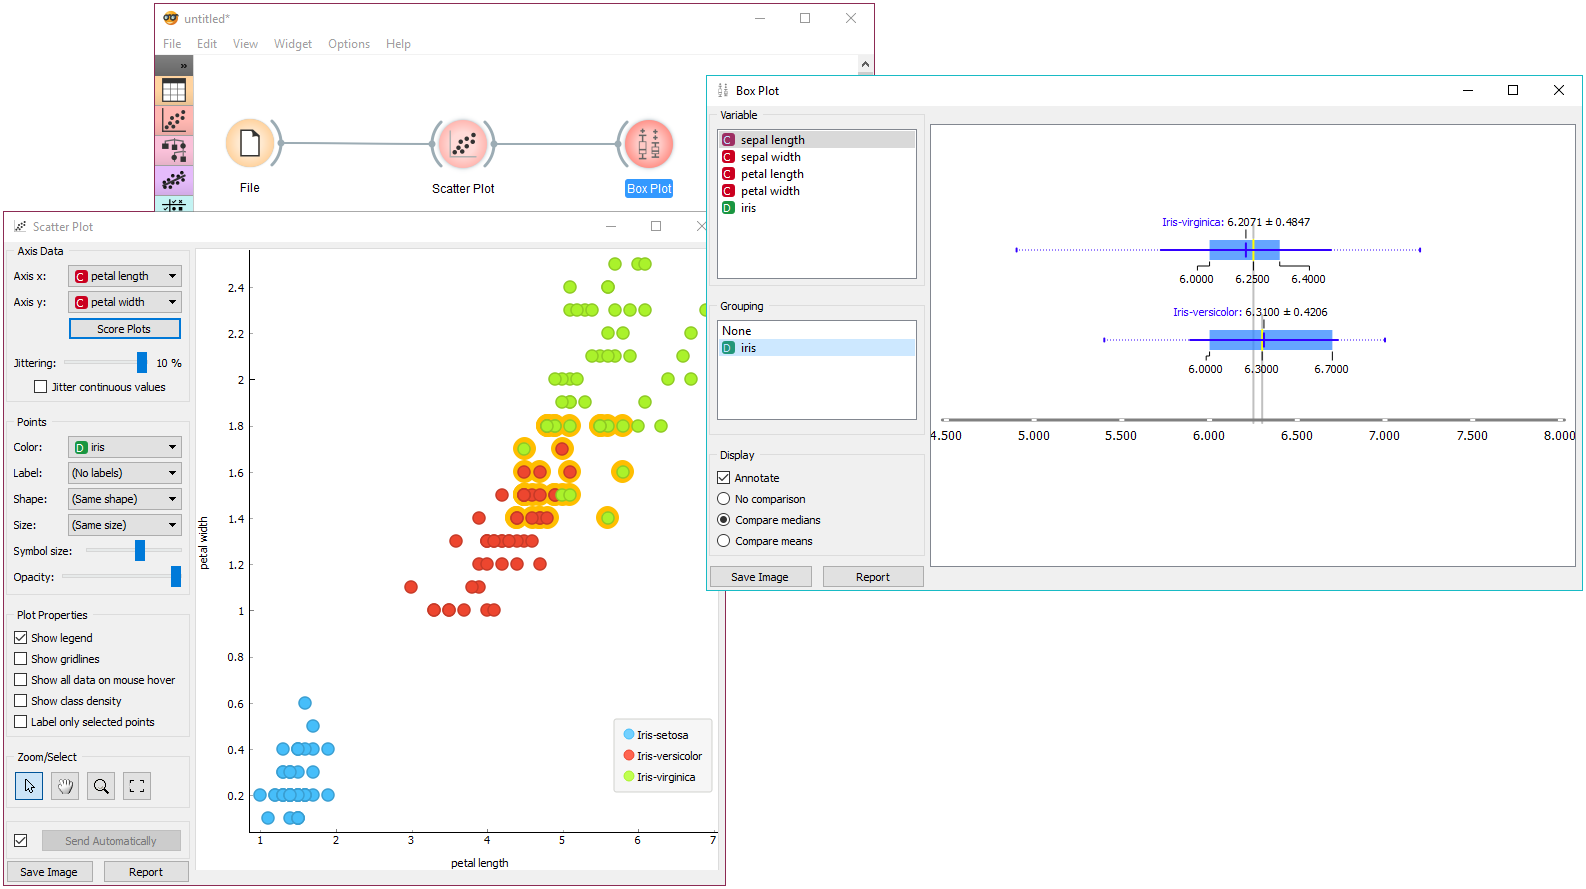 untitled*
File Edit View Widget Options Help
»
File
Scatter Plot
Box Plot
Scatter Plot
Axis Data
Axis x: C petal length
Axis y: C petal width
Score Plots
Jittering: 10 %
Jitter continuous values
Points
Color: D iris
Label: (No labels)
Shape: (Same shape)
Size: (Same size)
Symbol size:
Opacity:
Plot Properties
Show legend
Show gridlines
Show all data on mouse hover
Show class density
Label only selected points
Zoom/Select
Send Automatically
Save Image Report
petal width
2.4
2.2
2
1.8
1.6
1.4
1.2
1
0.8
0.6
0.4
0.2
1 2 3 4 5 6 7
petal length
Iris-setosa
Iris-versicolor
Iris-virginica
Box Plot
Variable
C sepal length
C sepal width
C petal length
C petal width
D iris
Grouping
None
D iris
Display
Annotate
No comparison
Compare medians
Compare means
Save Image Report
Iris-virginica: 6.2071 ± 0.4847
6.0000 6.2500 6.4000
Iris-versicolor: 6.3100 ± 0.4206
6.0000 6.3000 6.7000
4.500 5.000 5.500 6.000 6.500 7.000 7.500 8.000